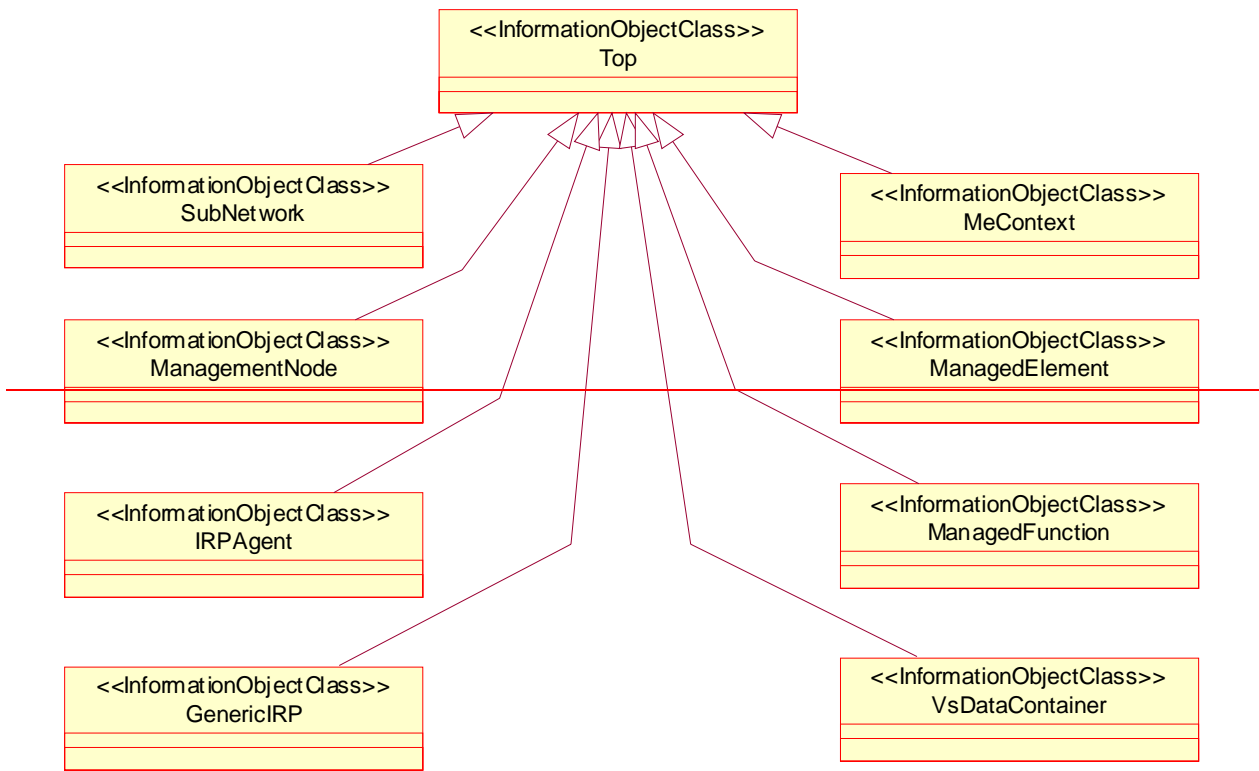 <<InformationObjectClass>>
Top
<<InformationObjectClass>>
SubNetwork
<<InformationObjectClass>>
MeContext
<<InformationObjectClass>>
ManagementNode
<<InformationObjectClass>>
ManagedElement
<<InformationObjectClass>>
IRPAgent
<<InformationObjectClass>>
ManagedFunction
<<InformationObjectClass>>
GenericIRP
<<InformationObjectClass>>
VsDataContainer